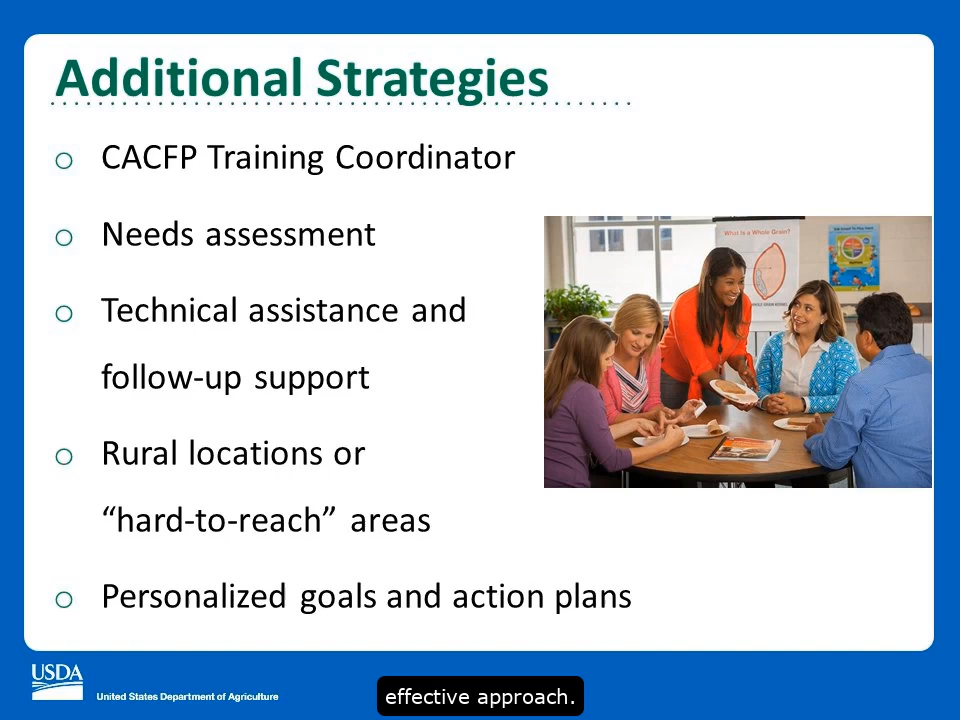 Additional Strategies
CACFP Training Coordinator
Needs assessment
Technical assistance and
follow-up support
Rural locations or
“hard-to-reach” areas
Personalized goals and action plans
What Is a Whole Grain?
USDA
United States Department of Agriculture
effective approach.